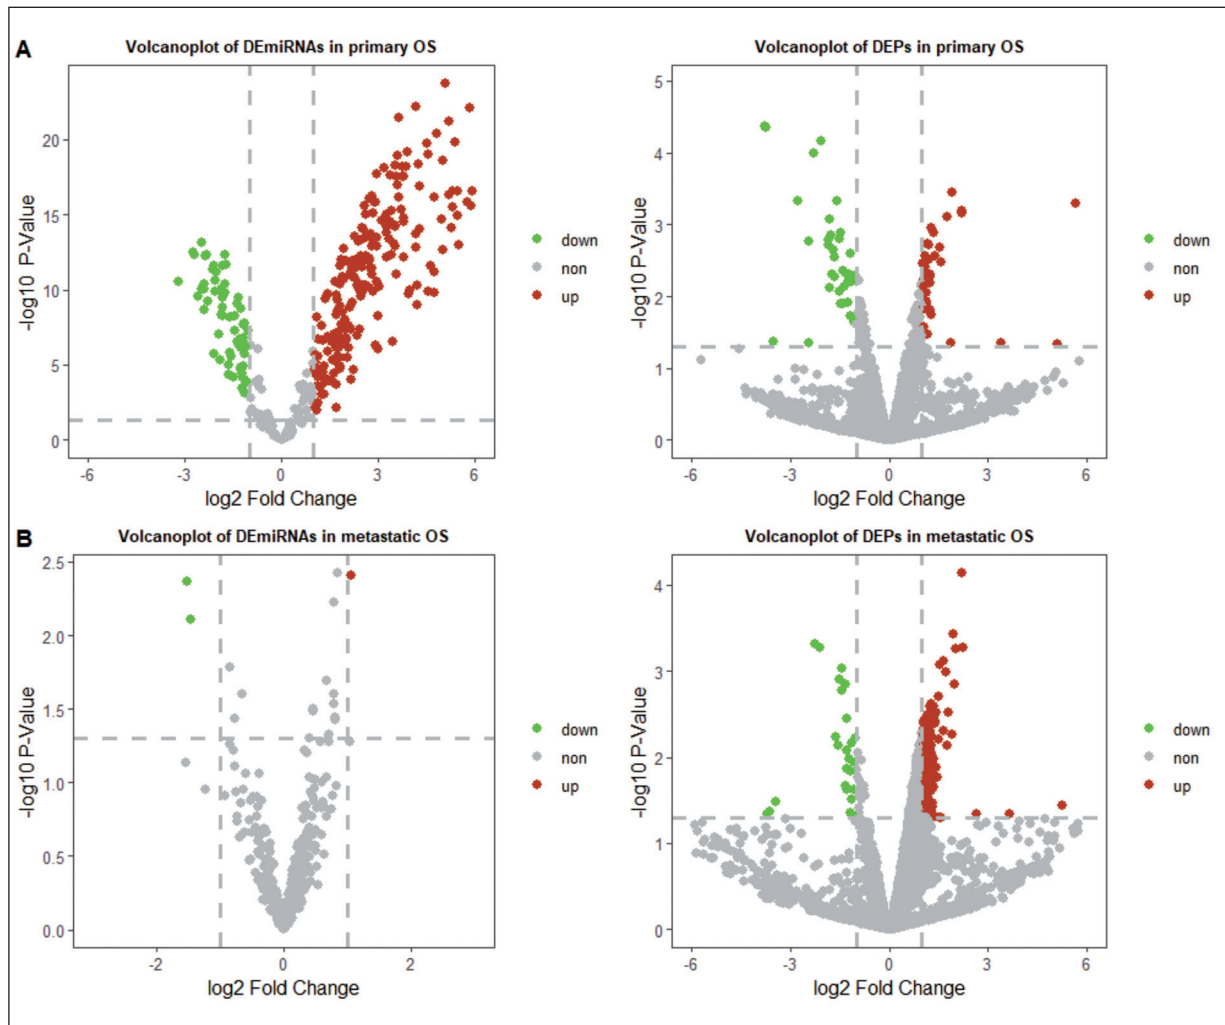 A
Volcanoplot of DEmiRNAs in primary OS
-log10 P-Value
20
15
10
5
0
-6 -3 0 3 6
log2 Fold Change
down
non
up
Volcanoplot of DEPs in primary OS
-log10 P-Value
5
4
3
2
1
0
-6 -3 0 3 6
log2 Fold Change
down
non
up
B
Volcanoplot of DEmiRNAs in metastatic OS
-log10 P-Value
2.5
2.0
1.5
1.0
0.5
0.0
-2 0 2
log2 Fold Change
down
non
up
Volcanoplot of DEPs in metastatic OS
-log10 P-Value
4
3
2
1
0
-6 -3 0 3 6
log2 Fold Change
down
non
up